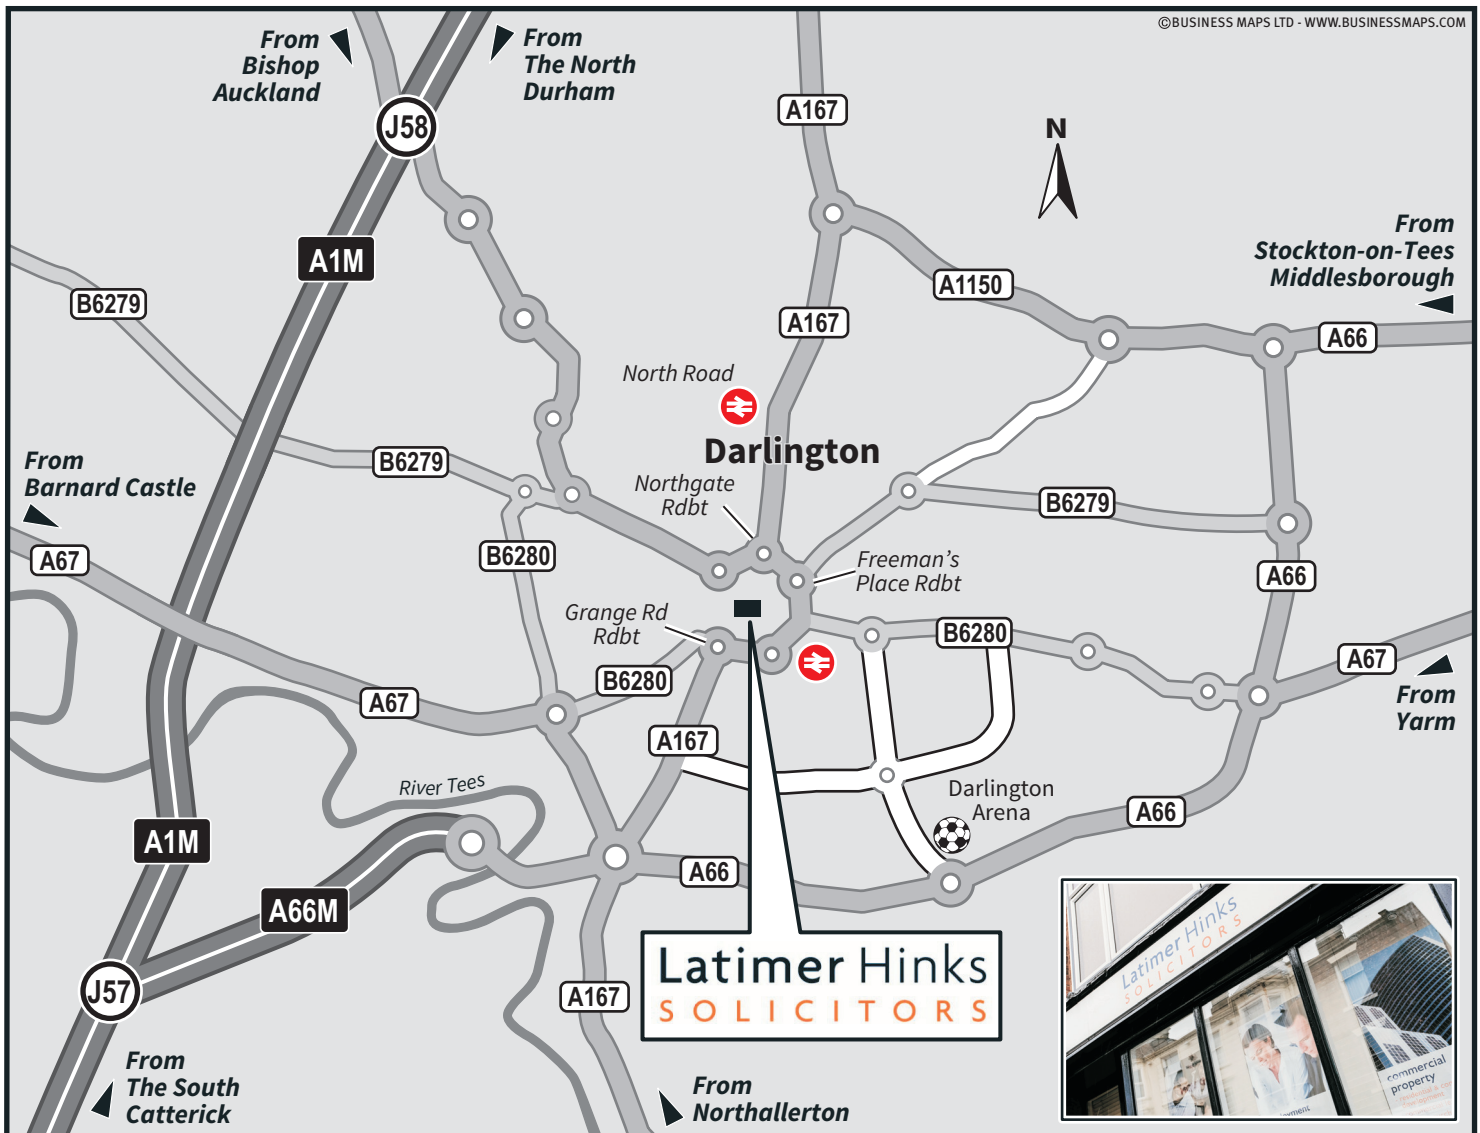 ©BUSINESS MAPS LTD - WWW.BUSINESSMAPS.COM
From
Bishop
Auckland
From
The North
Durham
J58
A167
N
From
Stockton-on-Tees
Middlesborough
A1M
B6279
A1150
A167
A66
North Road
Darlington
From
Barnard Castle
B6279
Northgate
Rdbt
B6279
A67
B6280
Freeman's
Place Rdbt
A66
Grange Rd
Rdbt
B6280
B6280
A67
From
Yarm
A67
A167
River Tees
Darlington
Arena
A66
A1M
A66
A66M
Latimer Hinks
SOLICITORS
J57
A167
Latimer Hinks
SOLICITORS
commercial
property
From
The South
Catterick
From
Northallerton